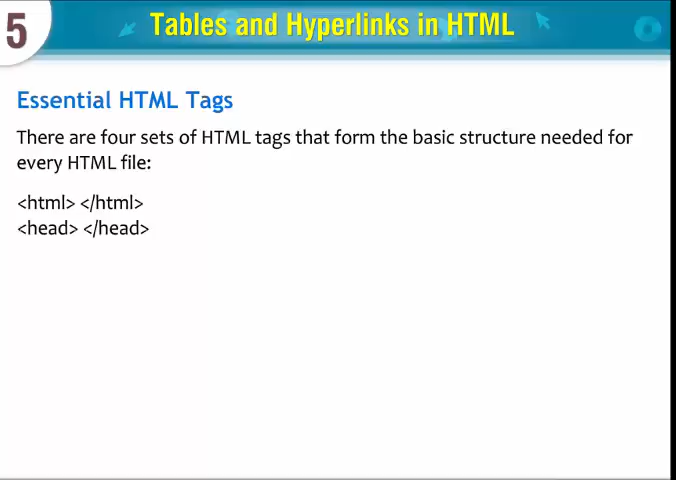 5
Tables and Hyperlinks in HTML
Essential HTML Tags
There are four sets of HTML tags that form the basic structure needed for
every HTML file:
<html> </html>
<head> </head>